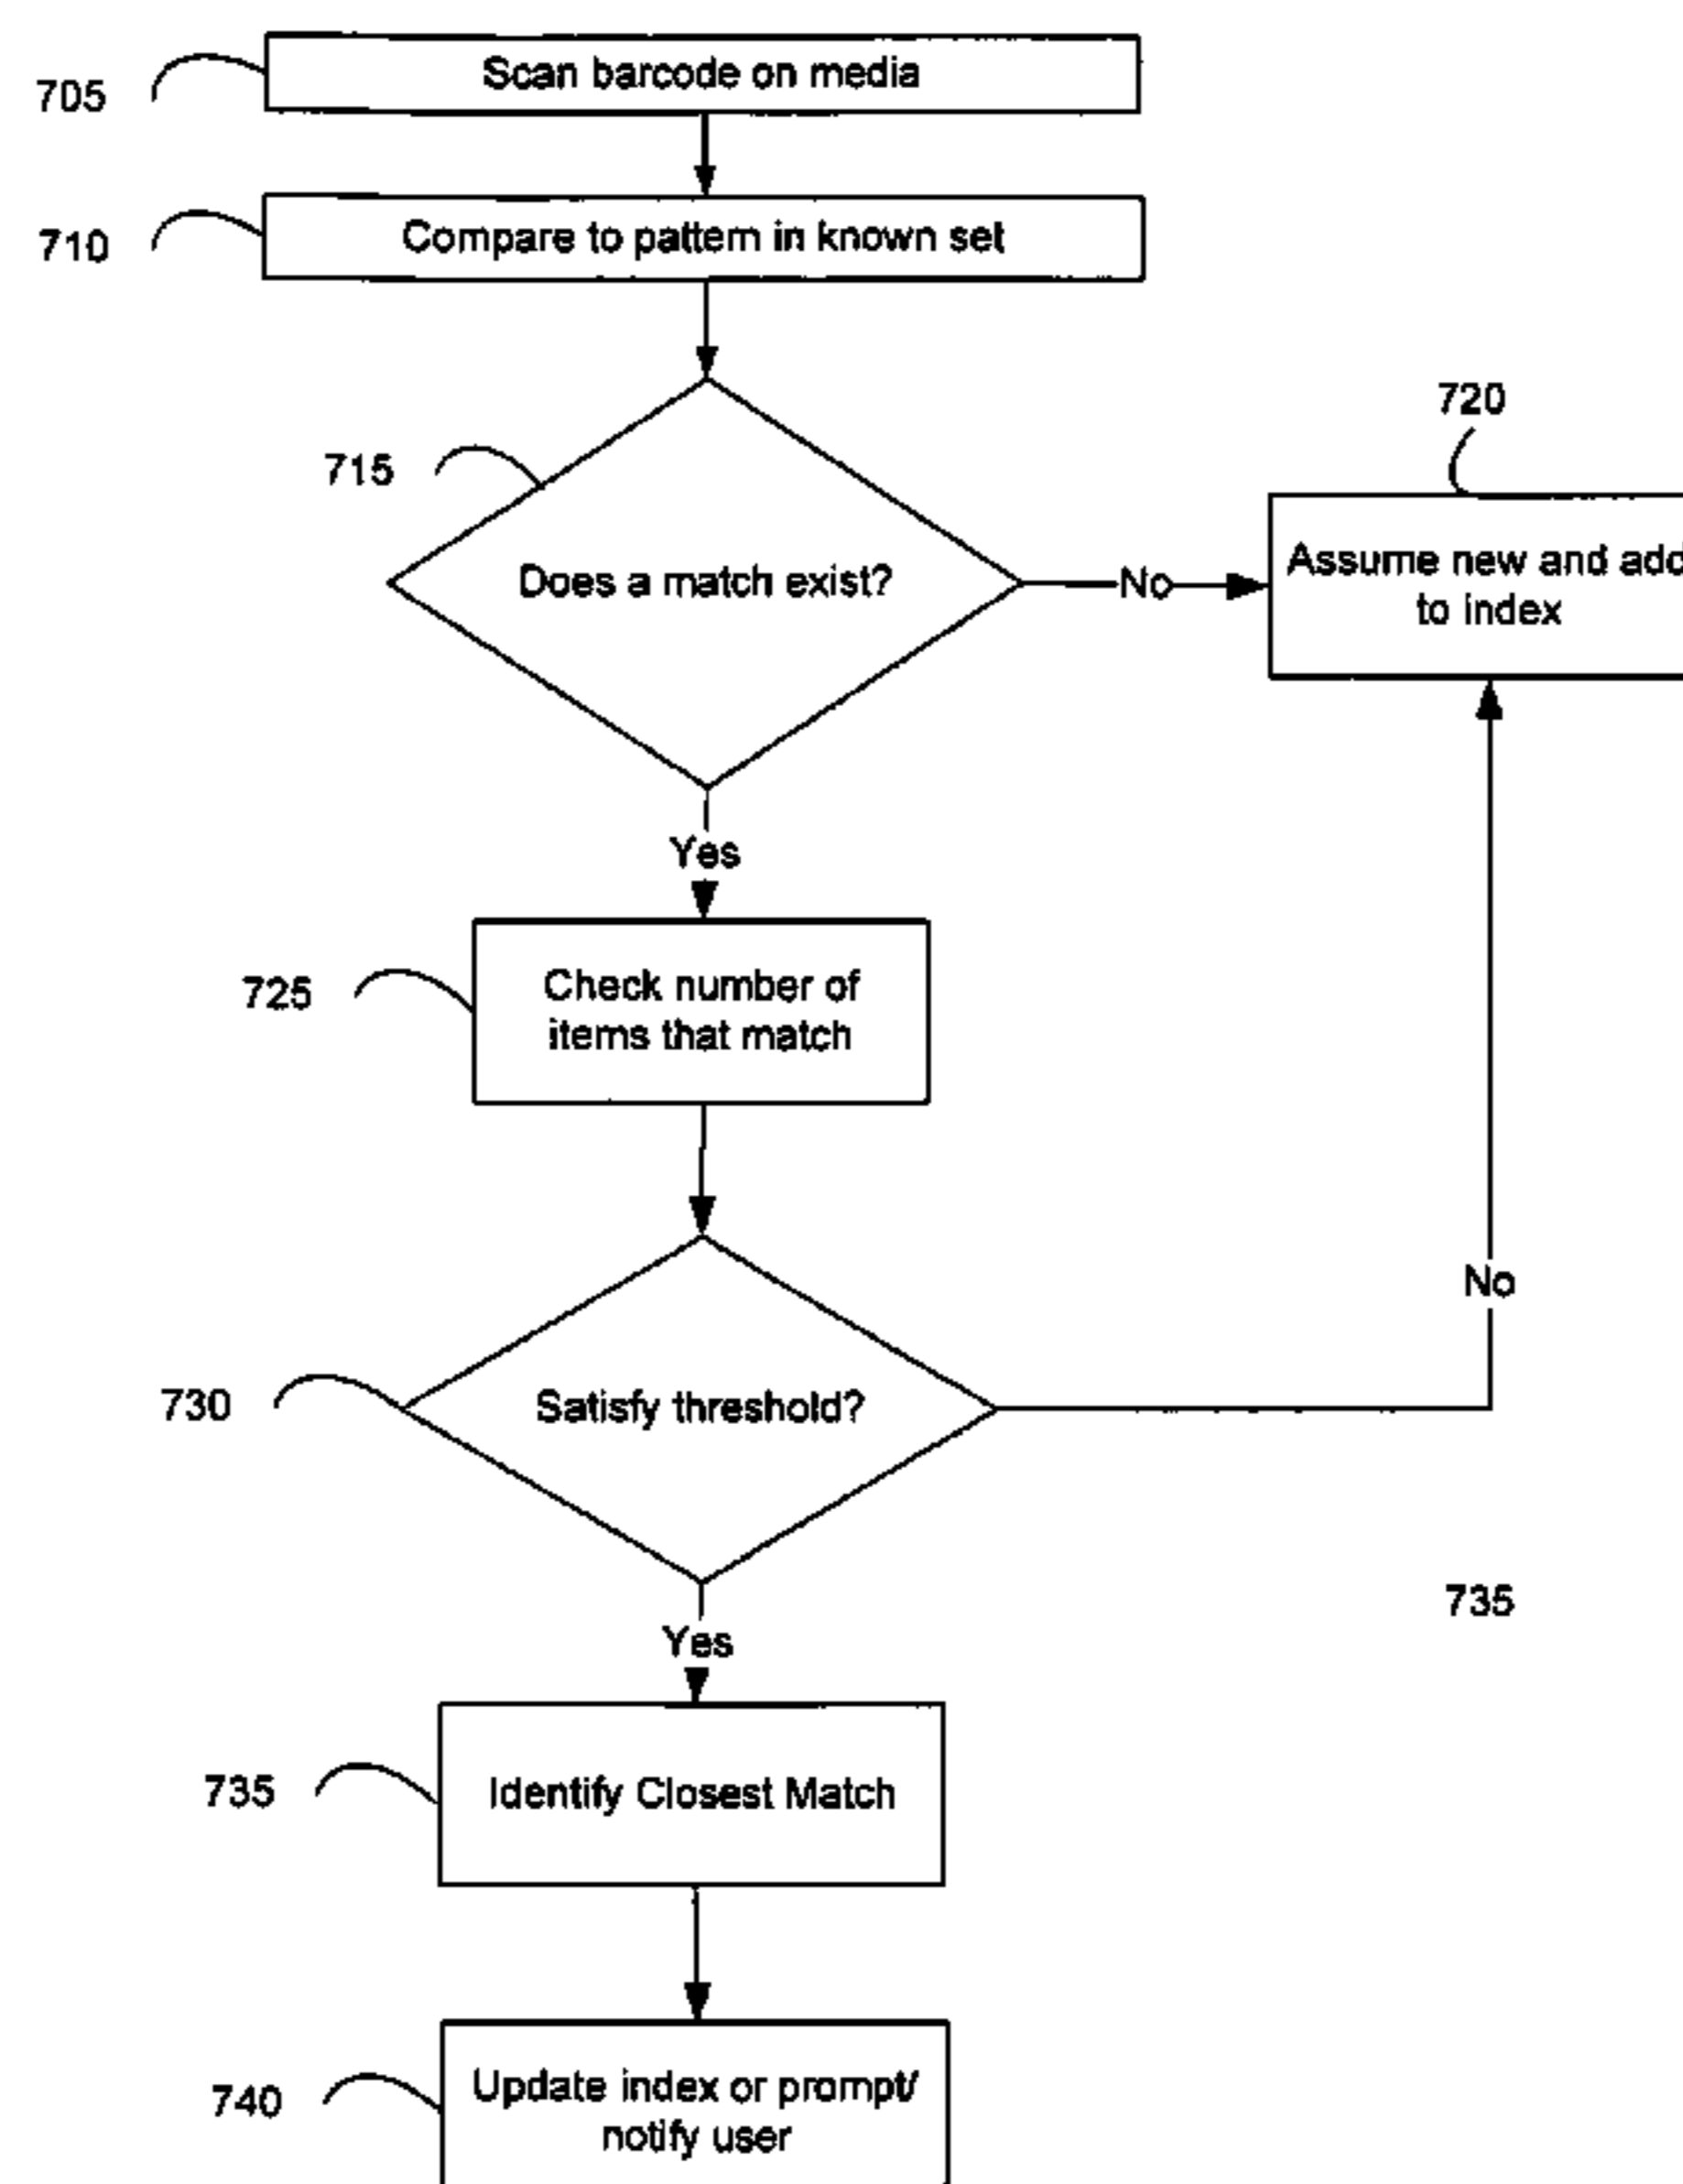 705
Scan barcode on media
710
Compare to pattern in known set
715
Does a match exist?
No
720
Assume new and add
to index
Yes
725
Check number of
items that match
No
730
Satisfy threshold?
735
Yes
735
Identify Closest Match
740
Update index or prompt/
notify user